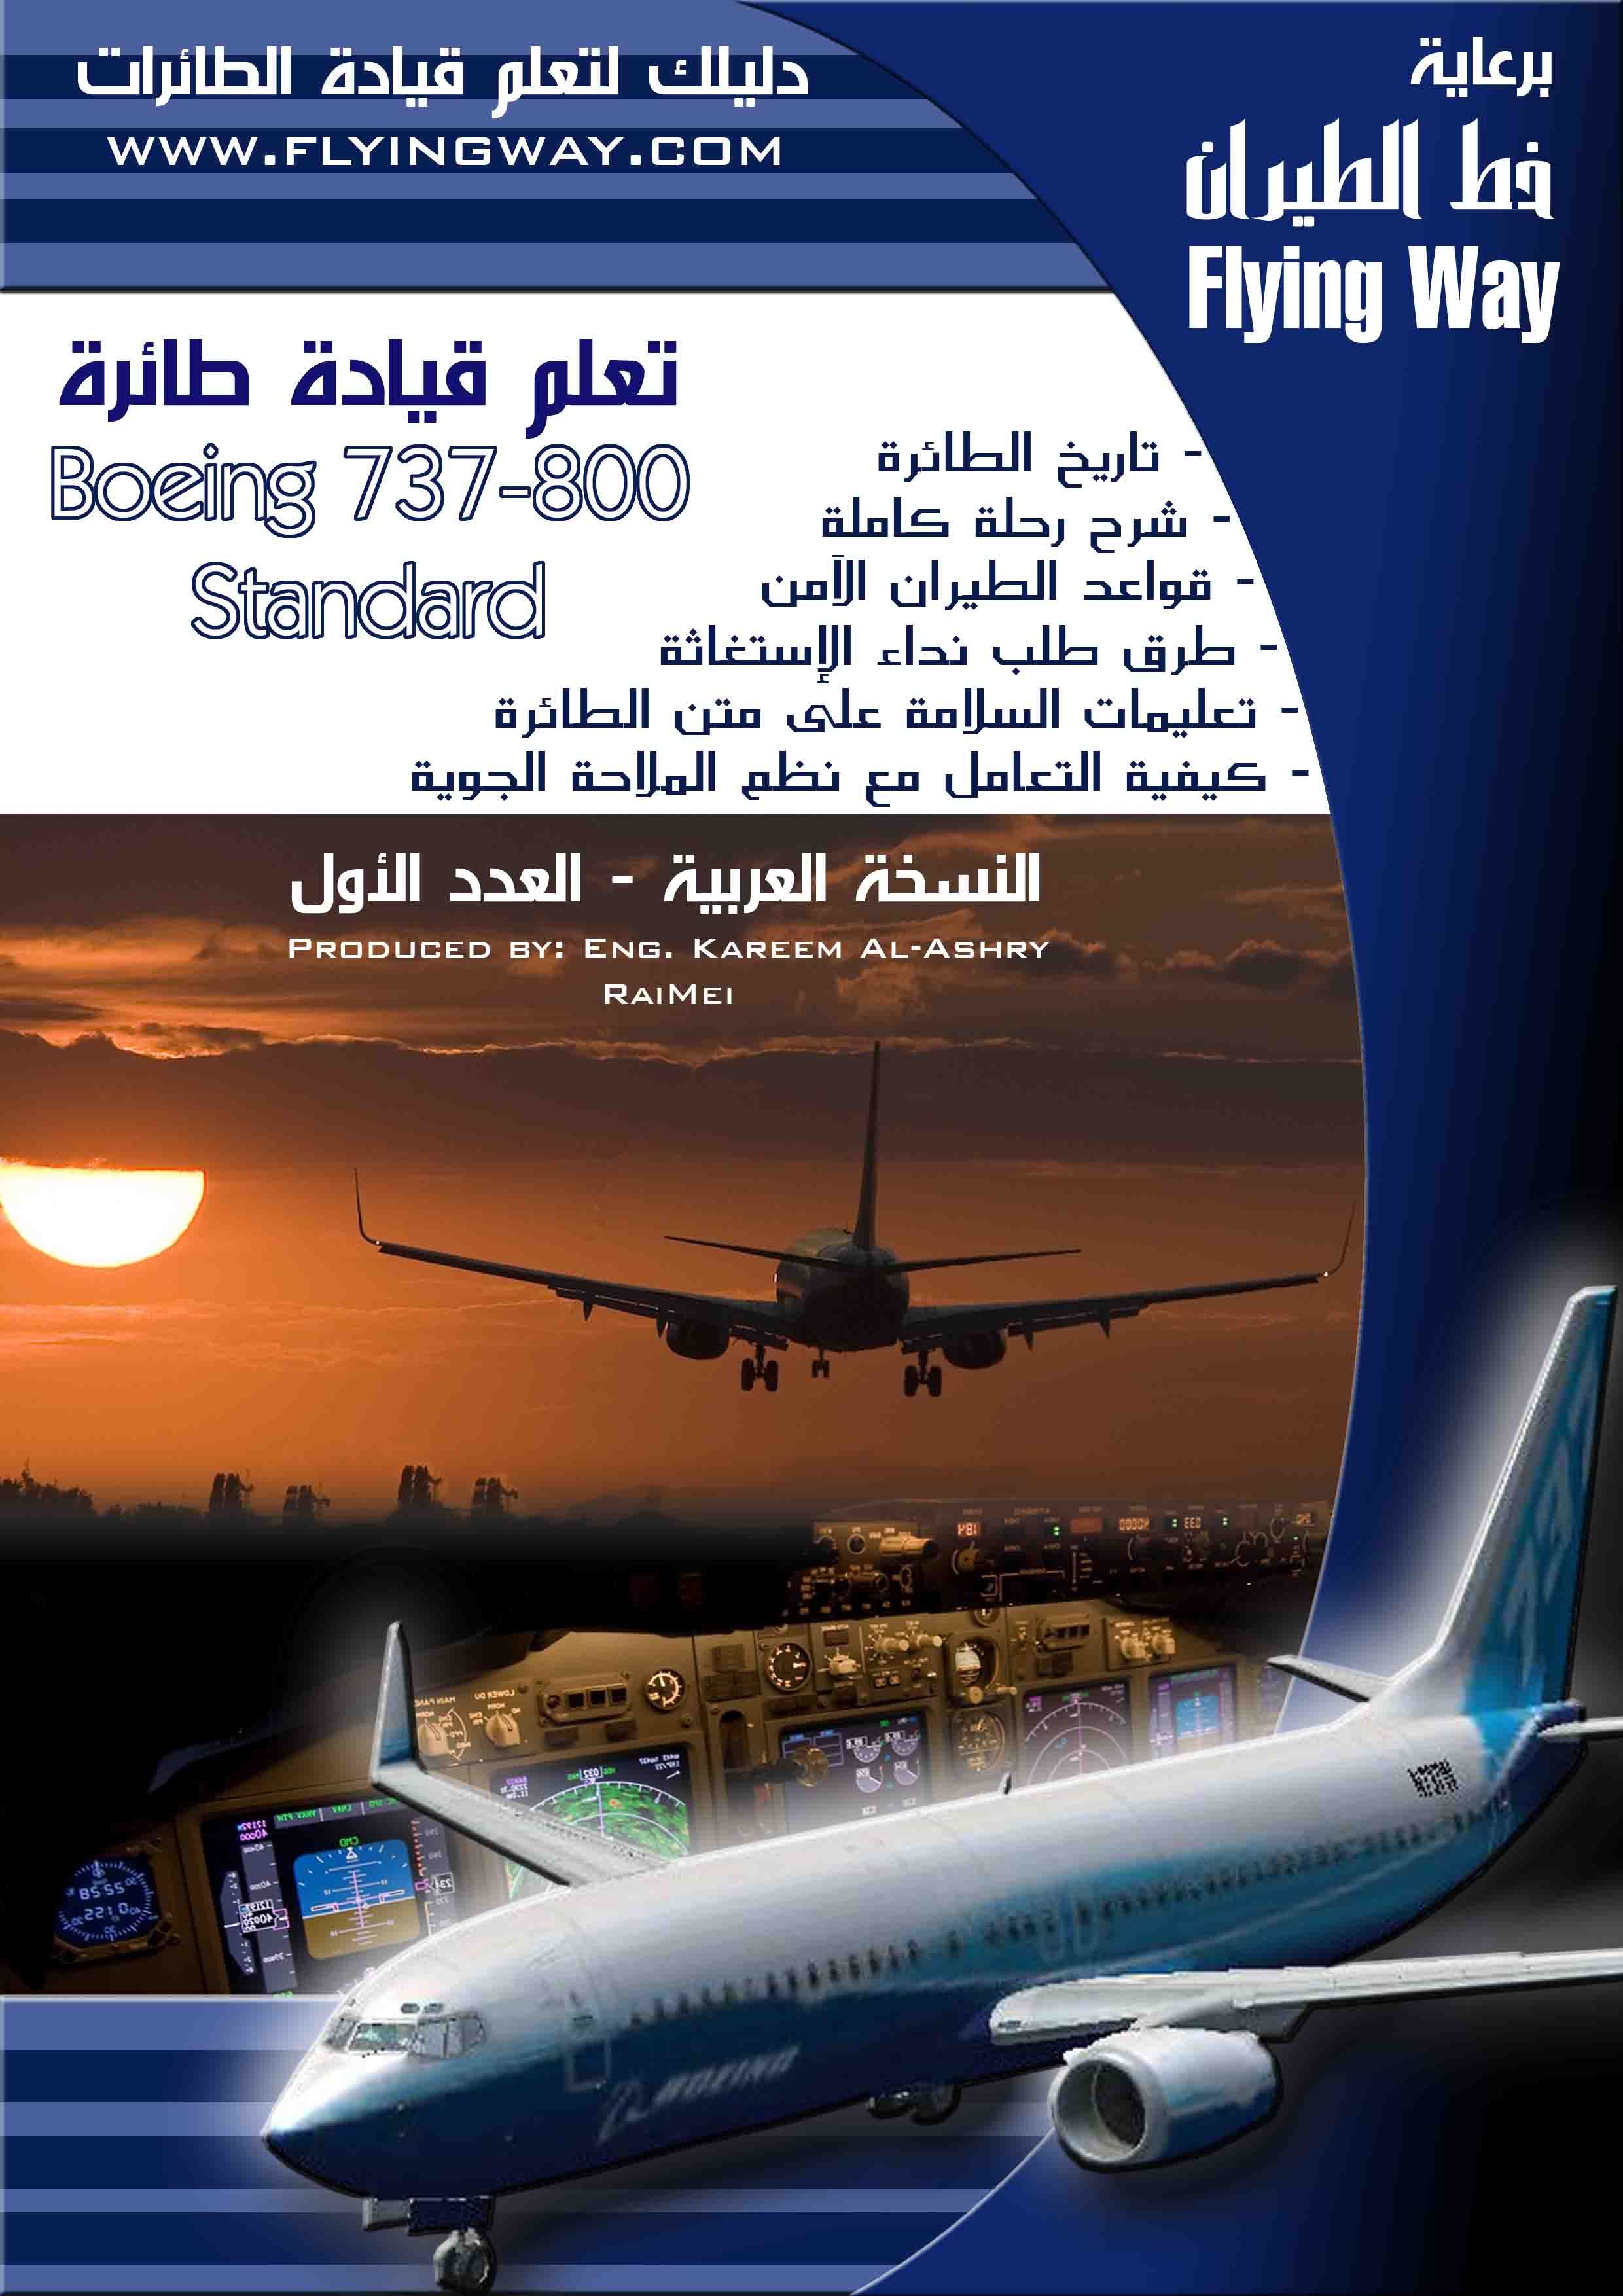 برعاية
خط الطيران
Flying Way
دليلك لتعلم قيادة الطائرات
WWW.FLYINGWAY.COM
تعلم قيادة طائرة
Boeing 737-800
Standard
- تاريخ الطائرة
- شرح رحلة كاملة
- قواعد الطيران الآمن
- طرق طلب نداء الإستغاثة
- تعليمات السلامة على متن الطائرة
- كيفية التعامل مع نظم الملاحة الجوية
النسخة العربية - العدد الأول
PRODUCED BY: ENG. KAREEM AL-ASHRY
RAIMEI
BOEING